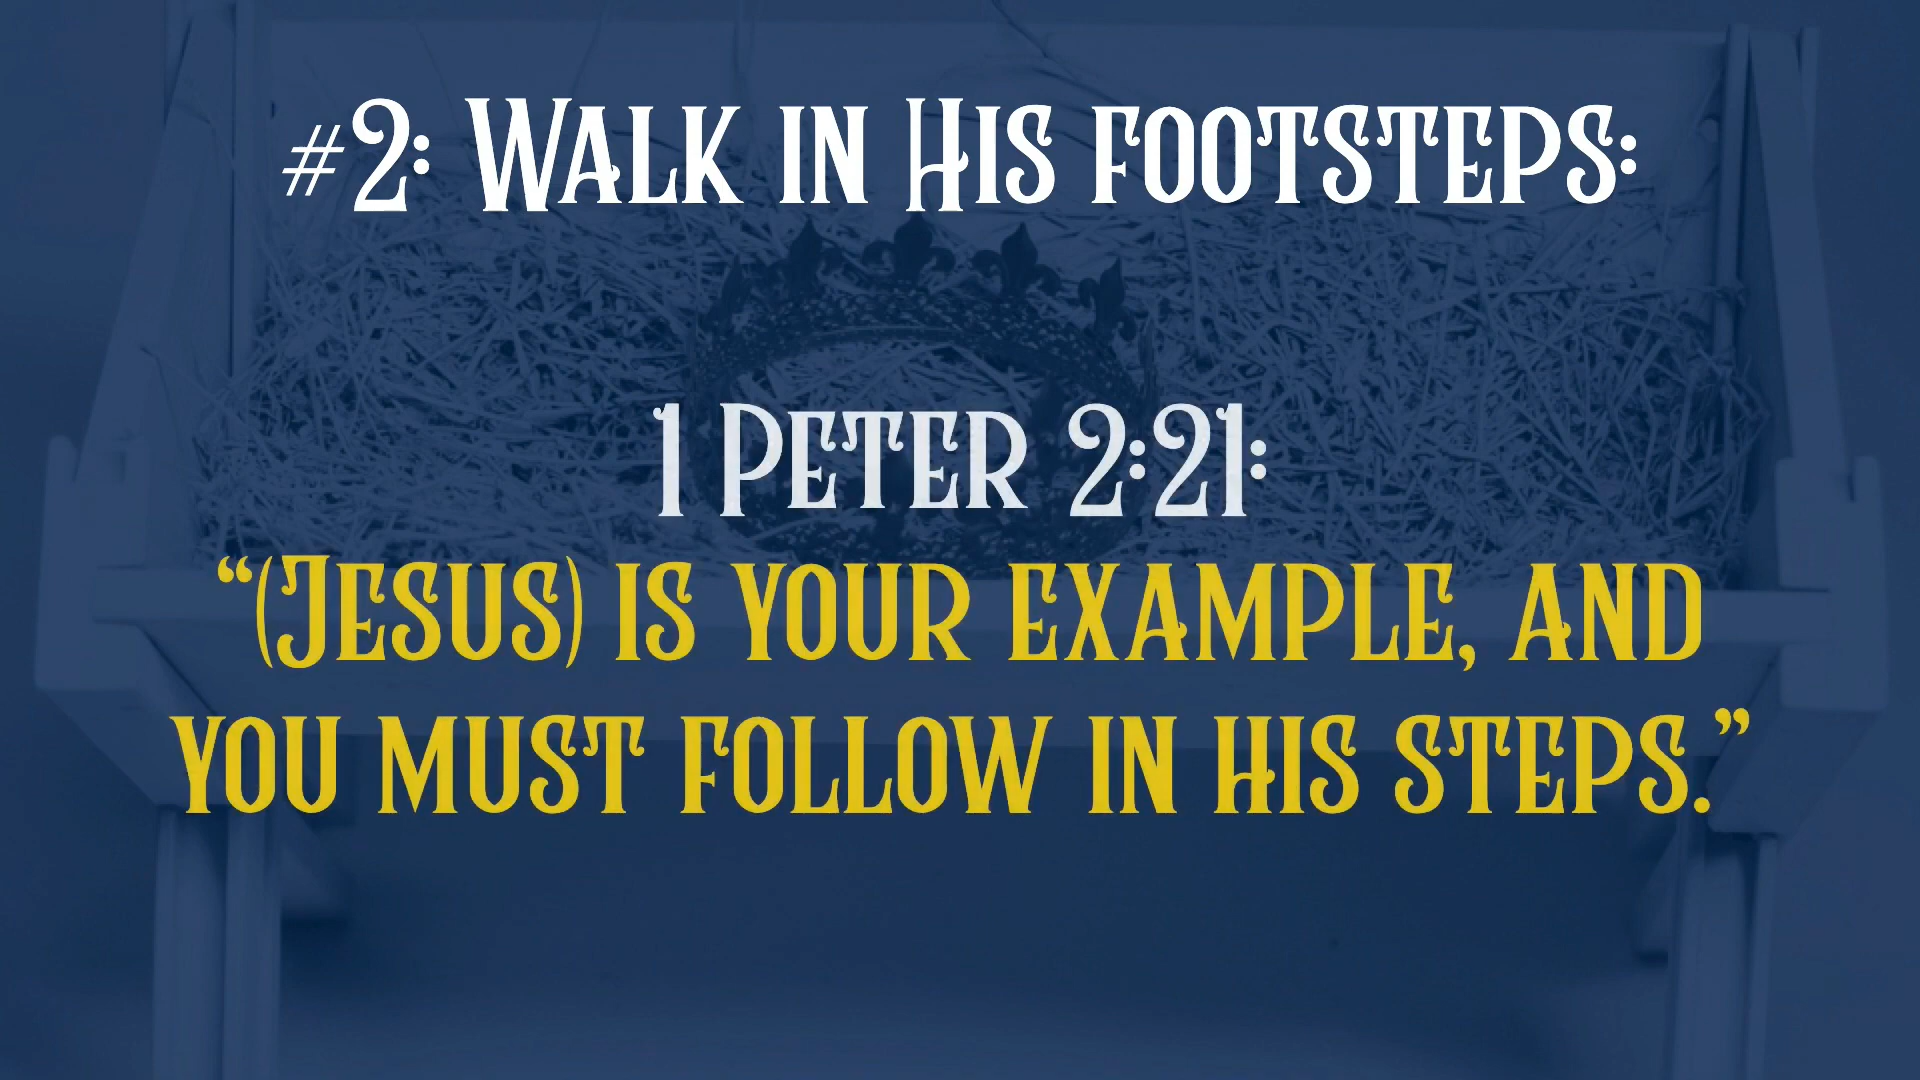 #2: Walk in His footsteps:
1 Peter 2:21:
“(Jesus) is your example, and
you must follow in his steps.”